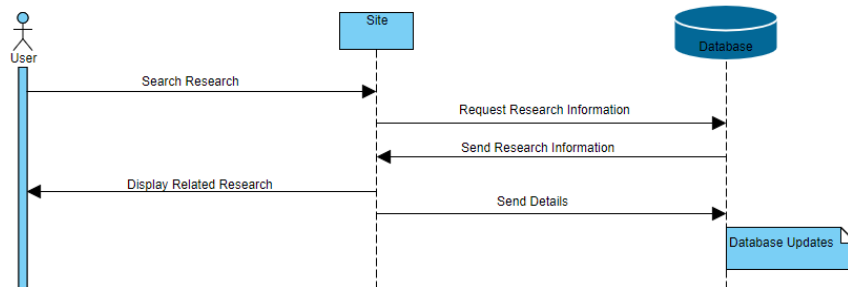 Site
User
Database
Search Research
Request Research Information
Send Research Information
Display Related Research
Send Details
Database Updates